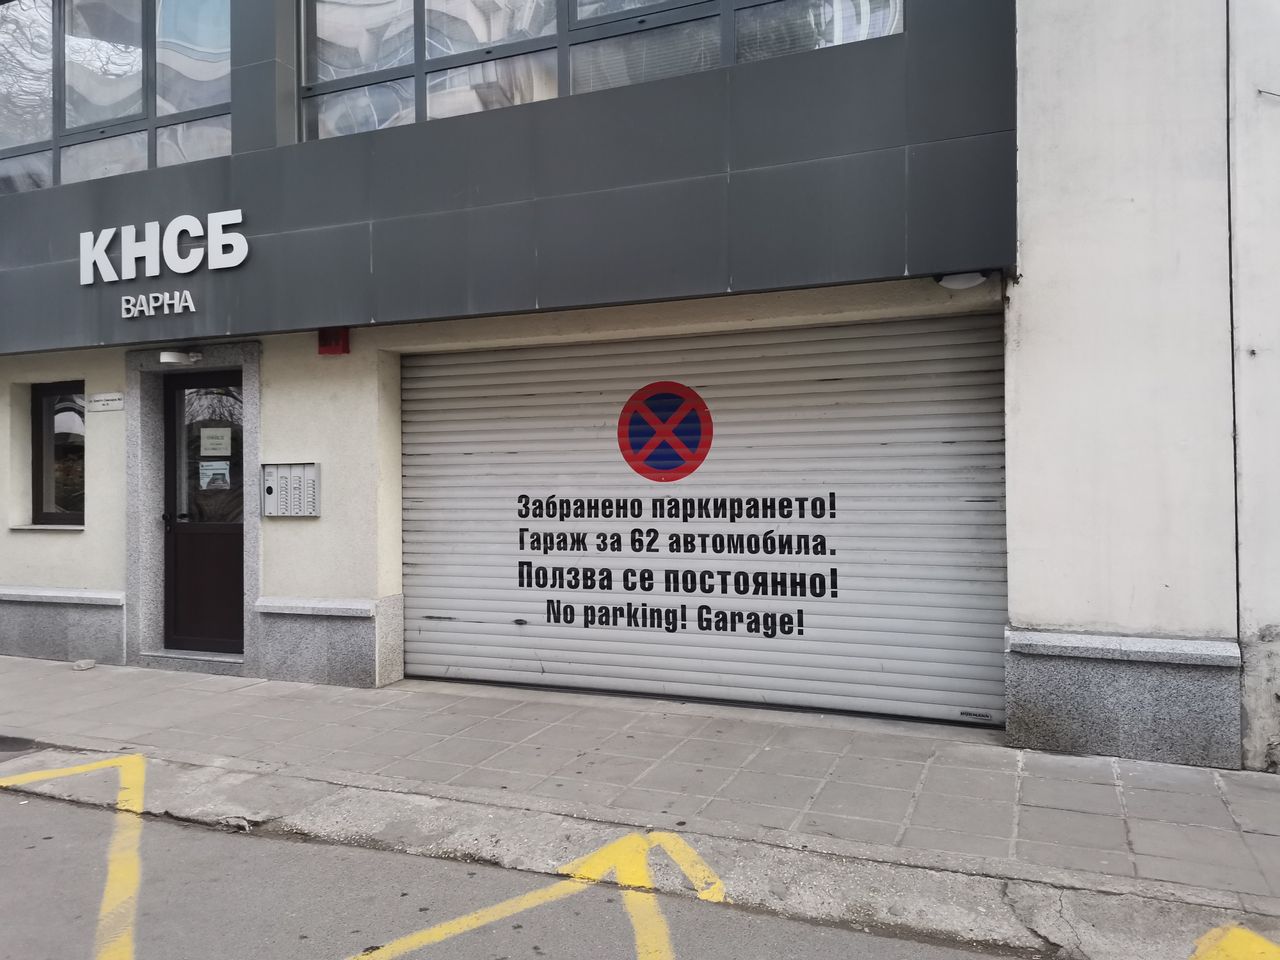 КНСБ
ВАРНА
Забранено паркирането!
Гараж за 62 автомобила.
Ползва се постоянно!
No parking! Garage!